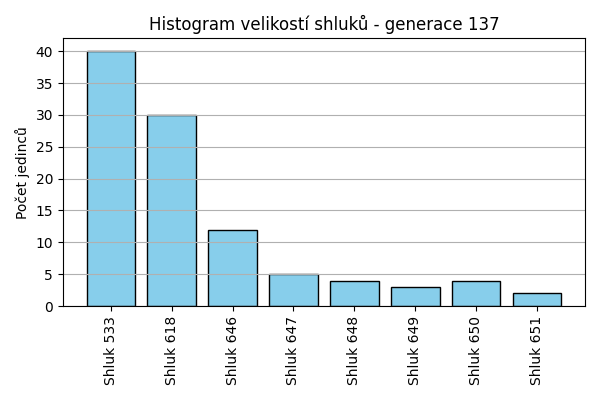 Histogram velikostí shluků - generace 137
Počet jedinců
40
35
30
25
20
15
10
5
0
Shluk 533
Shluk 618
Shluk 646
Shluk 647
Shluk 648
Shluk 649
Shluk 650
Shluk 651